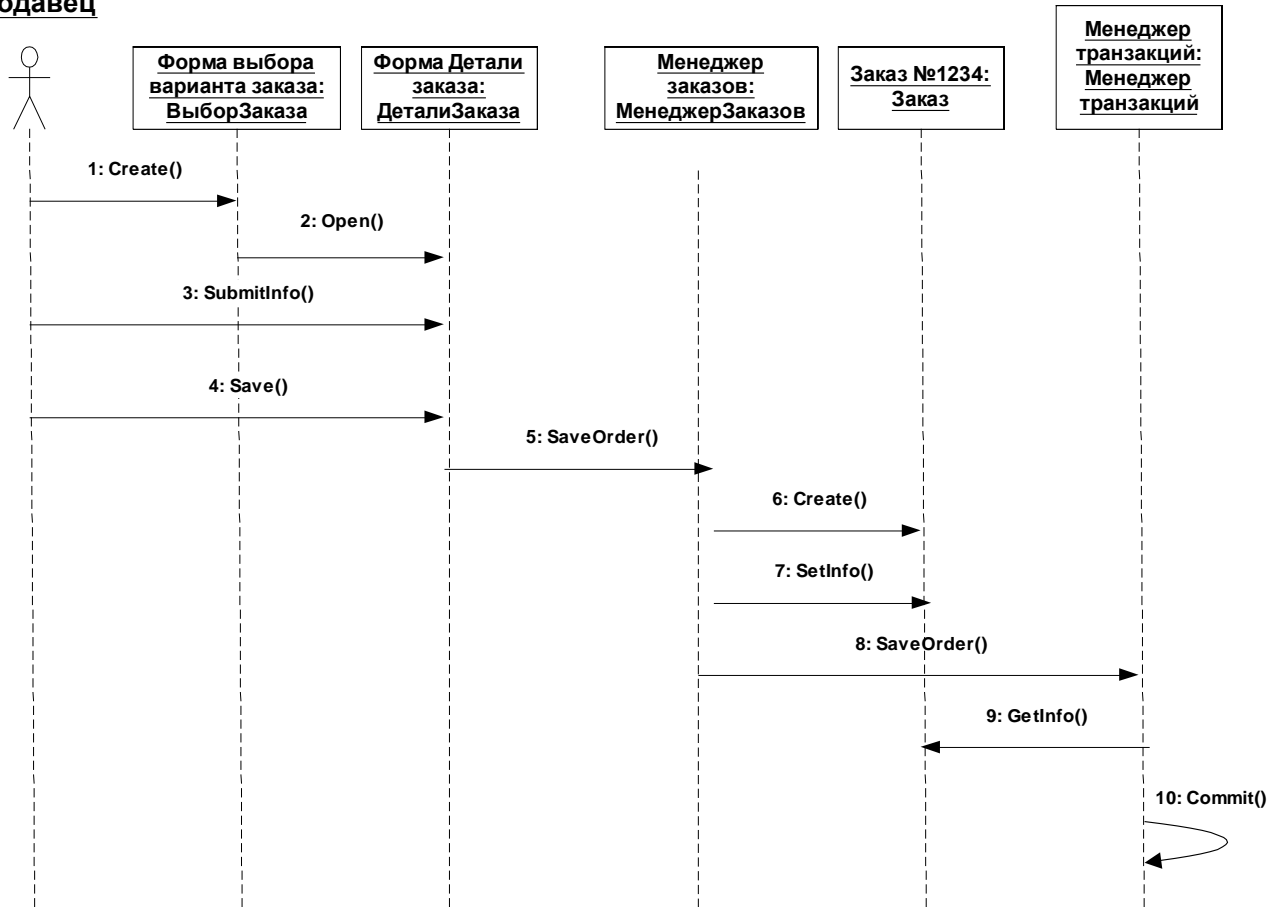 Форма выбора
варианта заказа:
ВыборЗаказа
Форма Детали
заказа:
ДеталиЗаказа
Менеджер
заказов:
МенеджерЗаказов
Заказ №1234:
Заказ
Менеджер
транзакций:
Менеджер
транзакций
1: Create()
2: Open()
3: SubmitInfo()
4: Save()
5: SaveOrder()
6: Create()
7: SetInfo()
8: SaveOrder()
9: GetInfo()
10: Commit()